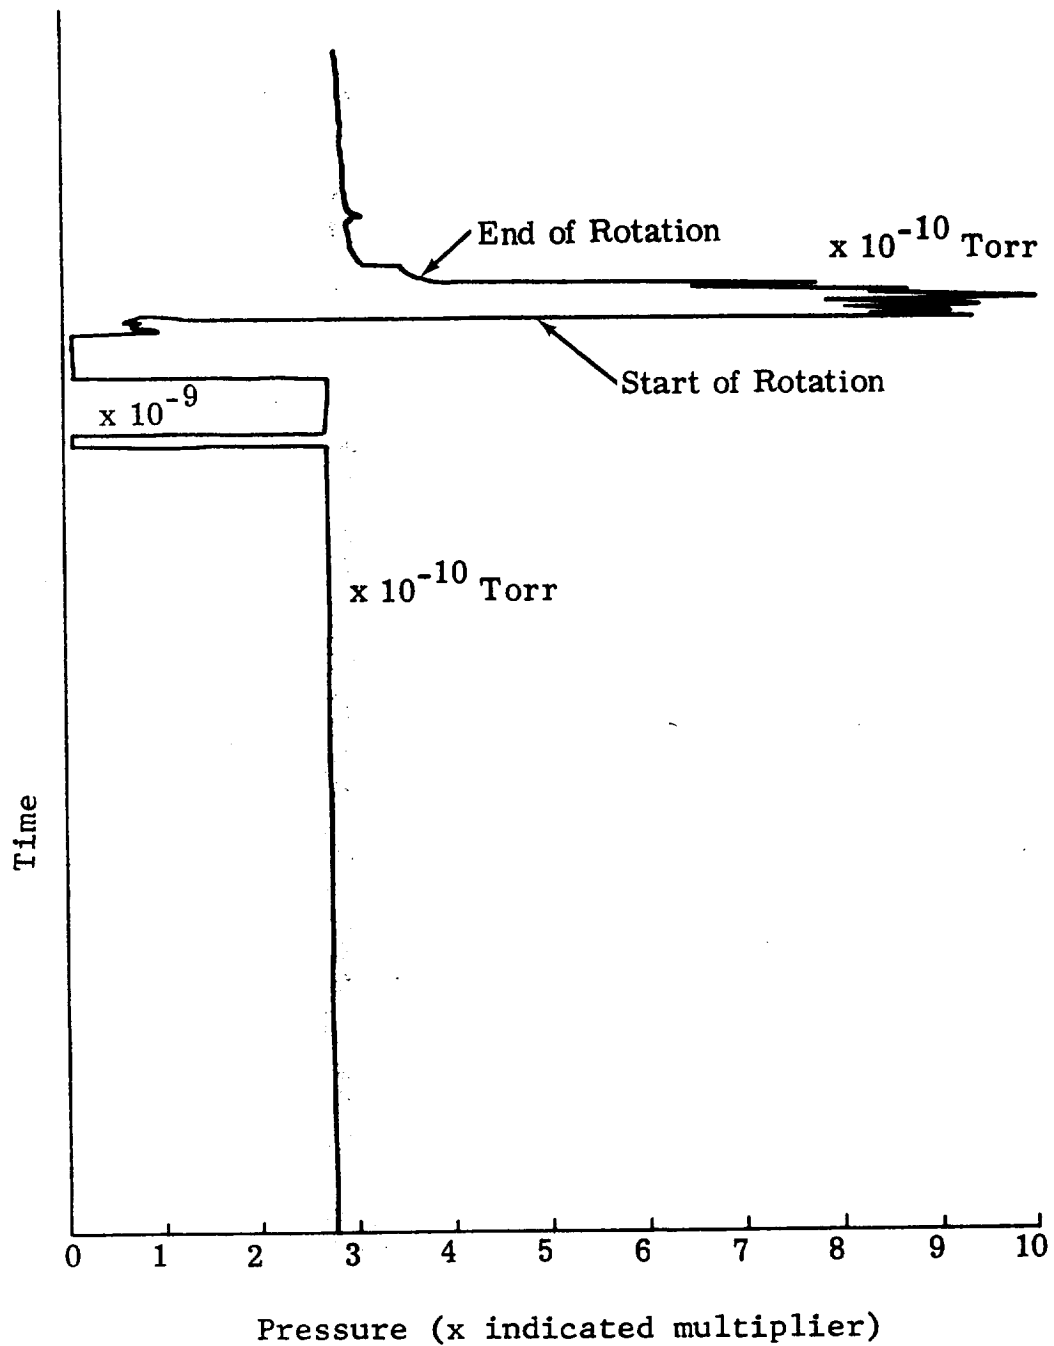 End of Rotation
x 10-10 Torr
Start of Rotation
x 10-9
x 10-10 Torr
Time
0 1 2 3 4 5 6 7 8 9 10
Pressure (x indicated multiplier)